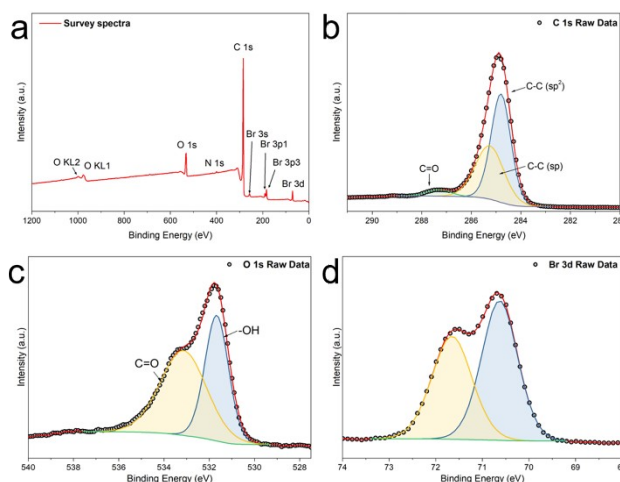 a
Survey spectra
C 1s
O 1s
N 1s
O KL2
O KL1
Br 3s
Br 3p1
Br 3p3
Br 3d
Intensity (a.u.)
1200 1000 800 600 400 200 0
Binding Energy (eV)
b
C 1s Raw Data
C-C (sp²)
C-C (sp)
C=O
Intensity (a.u.)
290 288 286 284 282 28
Binding Energy (eV)
c
O 1s Raw Data
C=O
-OH
Intensity (a.u.)
540 538 536 534 532 530 528
Binding Energy (eV)
d
Br 3d Raw Data
Intensity (a.u.)
74 73 72 71 70 69 68
Binding Energy (eV)